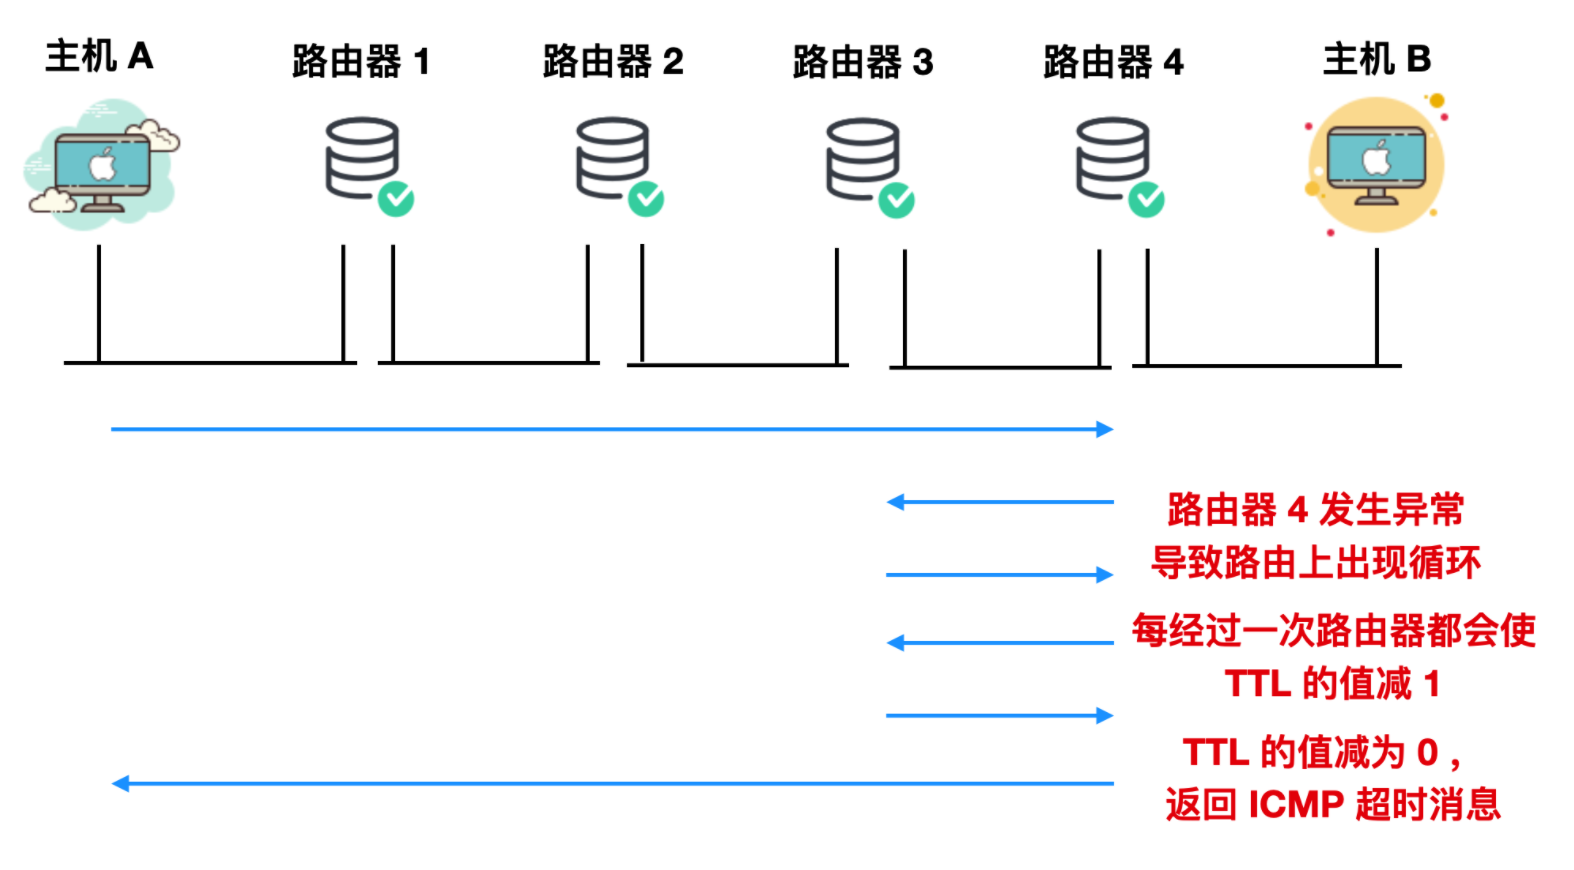 主机 A
路由器 1
路由器 2
路由器 3
路由器 4
主机 B
路由器 4 发生异常
导致路由上出现循环
每经过一次路由器都会使
TTL 的值减 1
TTL 的值减为 0，
返回 ICMP 超时消息